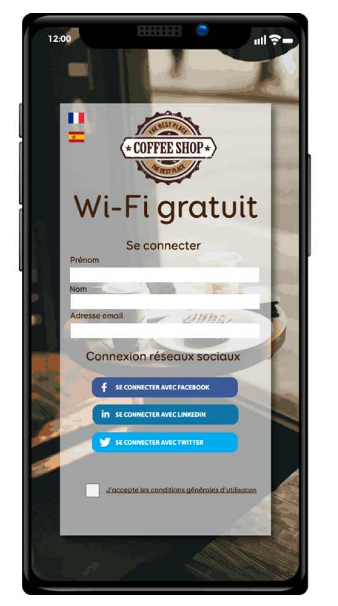 12:00
THE BEST PLACE
COFFEE SHOP
THE BEST PLACE
Wi-Fi gratuit
Se connecter
Prénom
Nom
Adresse email
Connexion réseaux sociaux
f SE CONNECTER AVEC FACEBOOK
in SE CONNECTER AVEC LINKEDIN
SE CONNECTER AVEC TWITTER
J'accepte les conditions générales d'utilisation